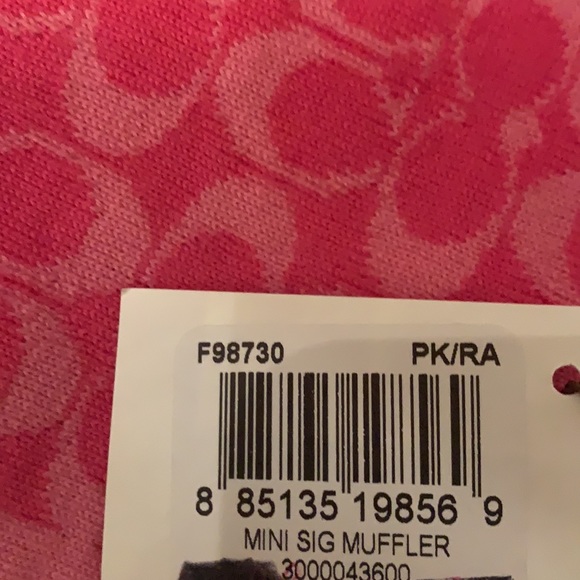 F98730 PK/RA
8 85135 19856 9
MINI SIG MUFFLER
3000043600